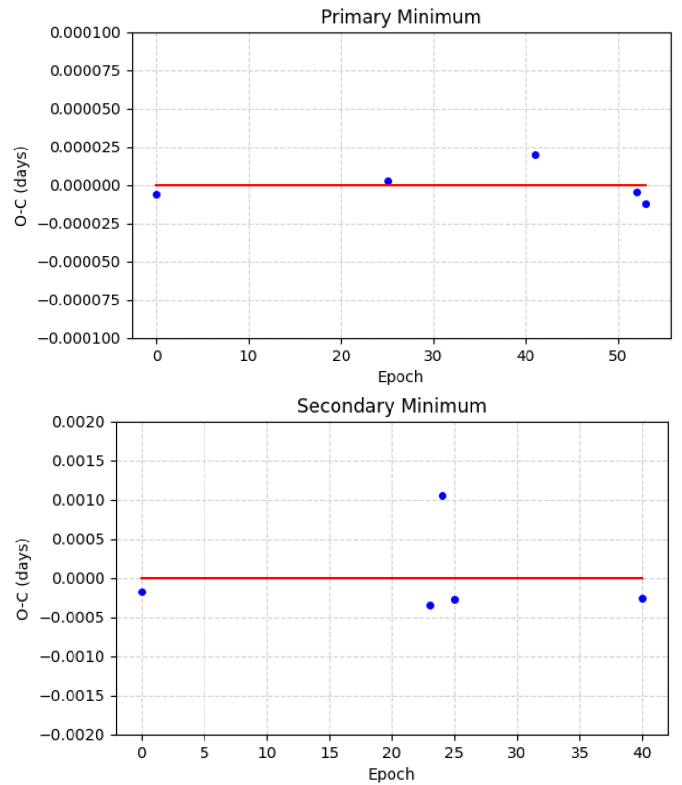 Primary Minimum
0.000100
0.000075
0.000050
0.000025
0.000000
−0.000025
−0.000050
−0.000075
−0.000100
O-C (days)
0 10 20 30 40 50
Epoch
Secondary Minimum
0.0020
0.0015
0.0010
0.0005
0.0000
−0.0005
−0.0010
−0.0015
−0.0020
O-C (days)
0 5 10 15 20 25 30 35 40
Epoch